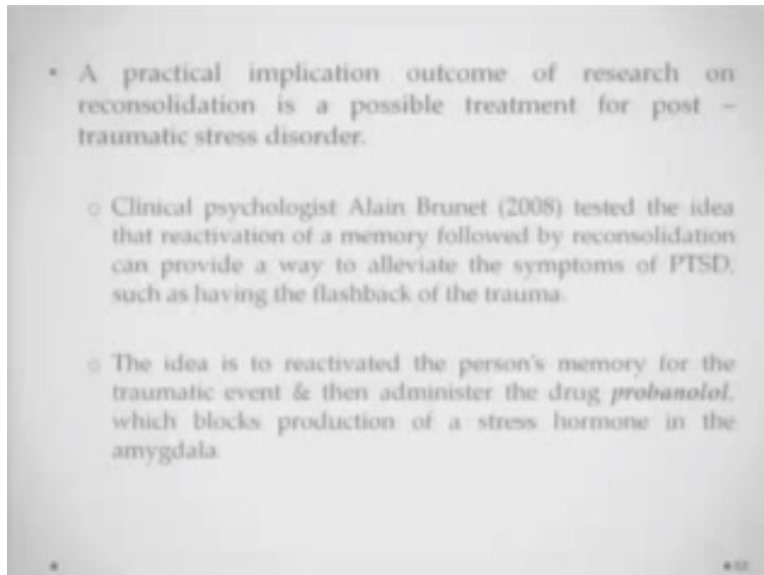 • A practical implication outcome of research on
reconsolidation is a possible treatment for post –
traumatic stress disorder.
o Clinical psychologist Alain Brunet (2008) tested the idea
that reactivation of a memory followed by reconsolidation
can provide a way to alleviate the symptoms of PTSD,
such as having the flashback of the trauma.
o The idea is to reactivated the person's memory for the
traumatic event & then administer the drug probanolol,
which blocks production of a stress hormone in the
amygdala.